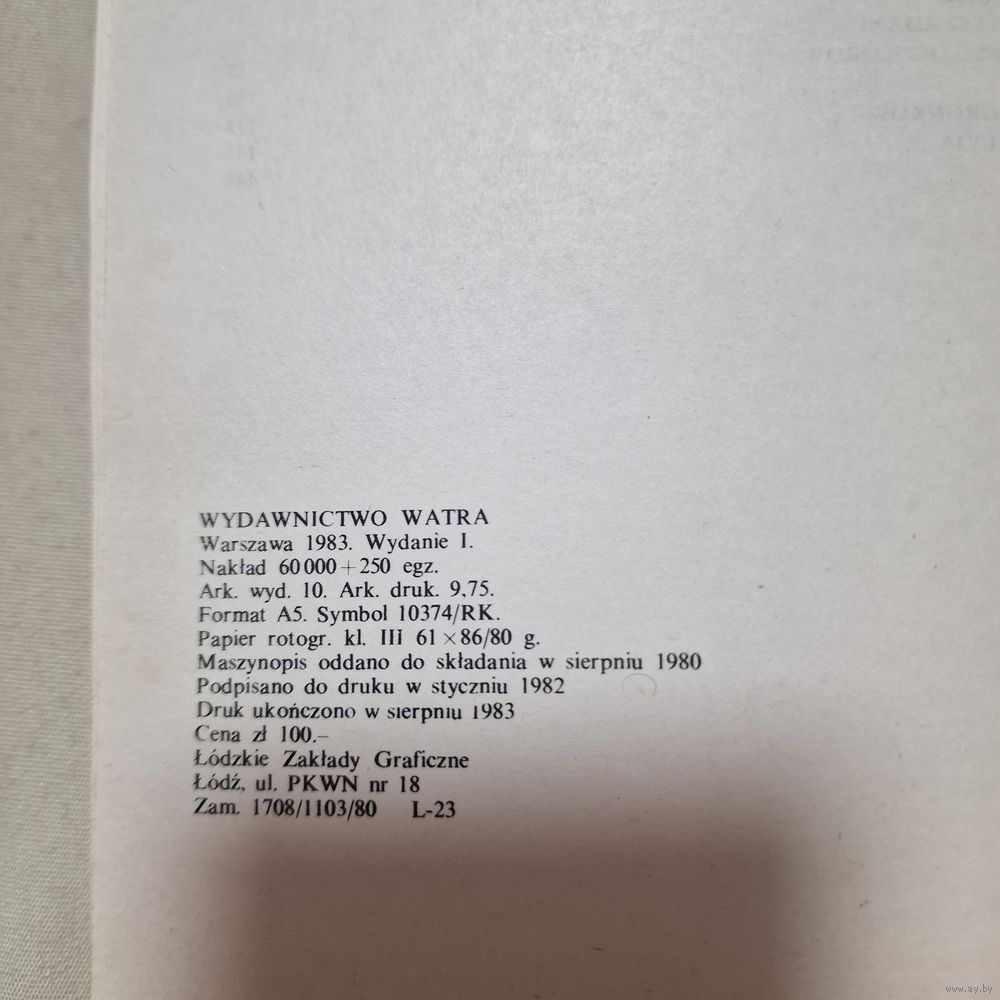 WYDAWNICTWO WATRA
Warszawa 1983. Wydanie I.
Nakład 60 000 + 250 egz.
Ark. wyd. 10. Ark. druk. 9,75.
Format A5. Symbol 10374/RK.
Papier rotogr. kl. III 61 × 86/80 g.
Maszynopis oddano do składania w sierpniu 1980
Podpisano do druku w styczniu 1982
Druk ukończono w sierpniu 1983
Cena zł 100.–
Łódzkie Zakłady Graficzne
Łódź, ul. PKWN nr 18
Zam. 1708/1103/80 L-23
www.ay.by